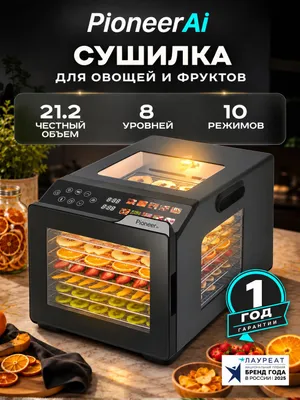 PioneerAi
СУШИЛКА
ДЛЯ ОВОЩЕЙ И ФРУКТОВ
21.2
ЧЕСТНЫЙ
ОБЪЕМ
8
УРОВНЕЙ
10
РЕЖИМОВ
Pioneer
1
ГОД
ГАРАНТИИ
ЛАУРЕАТ
БРЕНД ГОДА
В РОССИИ 2025